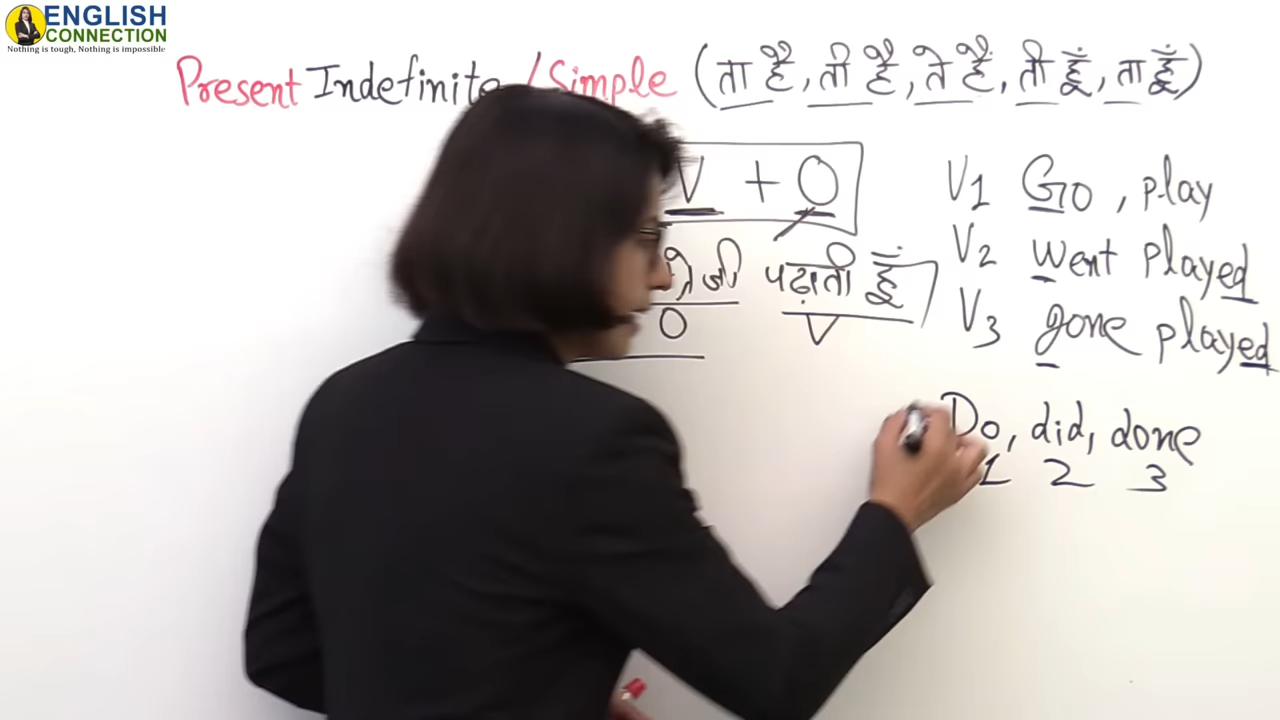 ENGLISH
CONNECTION
Nothing is tough, Nothing is impossible
Present Indefinite / Simple (ता है, ती है, ते हैं, ती हूँ, ता हूँ)
V + O
पढ़ाती हूँ
O V
V1 Go, play
V2 went played
V3 gone played
Do, did, done
1 2 3